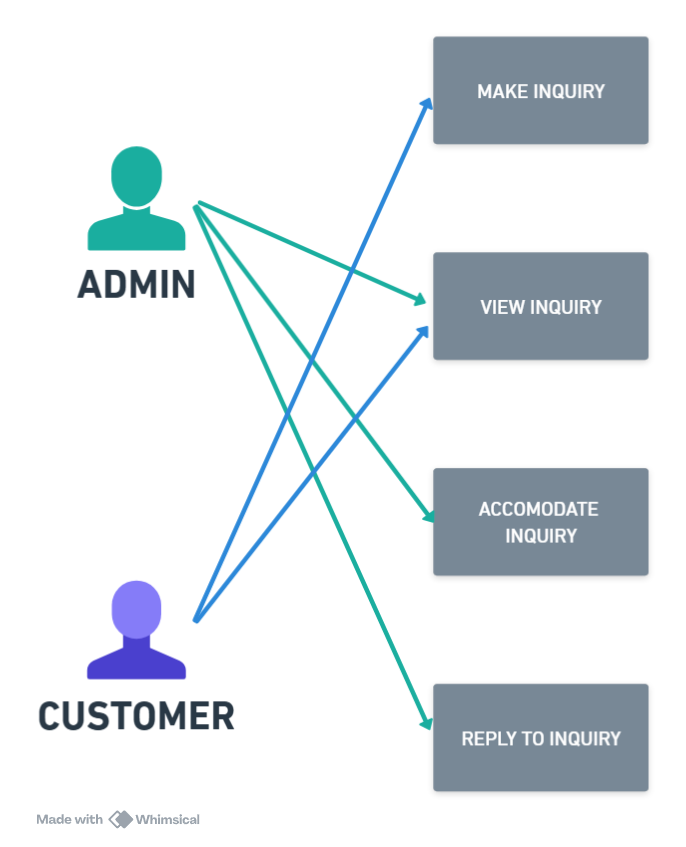 MAKE INQUIRY
ADMIN
VIEW INQUIRY
ACCOMODATE
INQUIRY
CUSTOMER
REPLY TO INQUIRY
Made with Whimsical